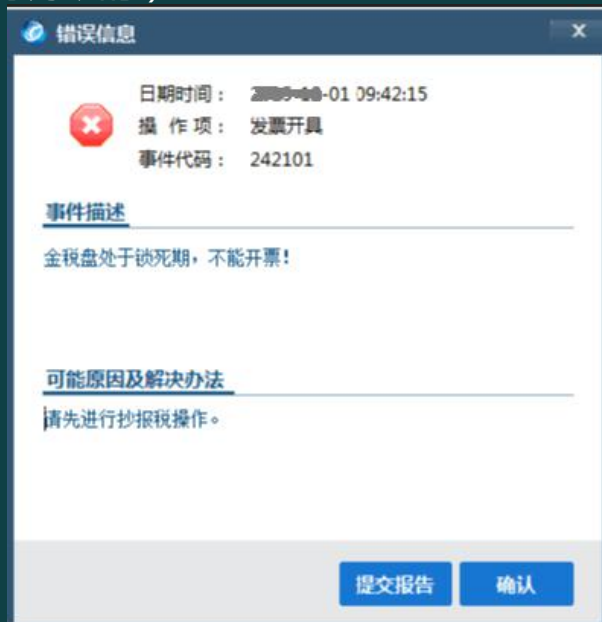 错误信息
日期时间： -01 09:42:15
操 作 项： 发票开具
事件代码： 242101
事件描述
金税盘处于锁死期，不能开票！
可能原因及解决办法
请先进行抄报税操作。
提交报告 确认